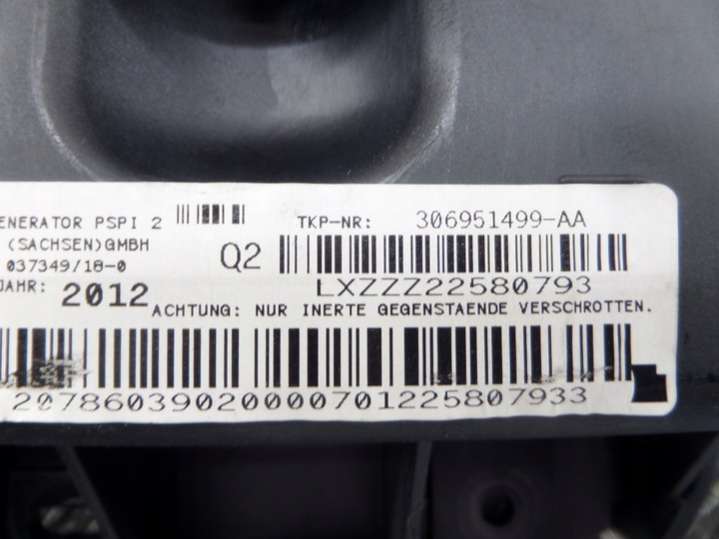 ENERATOR PSPI 2
(SACHSEN)GMBH
037349/18-0
JAHR: 2012
TKP-NR: 306951499-AA
Q2
LXZZZ22580793
ACHTUNG: NUR INERTE GEGENSTAENDE VERSCHROTTEN.
20786039020000701225807933